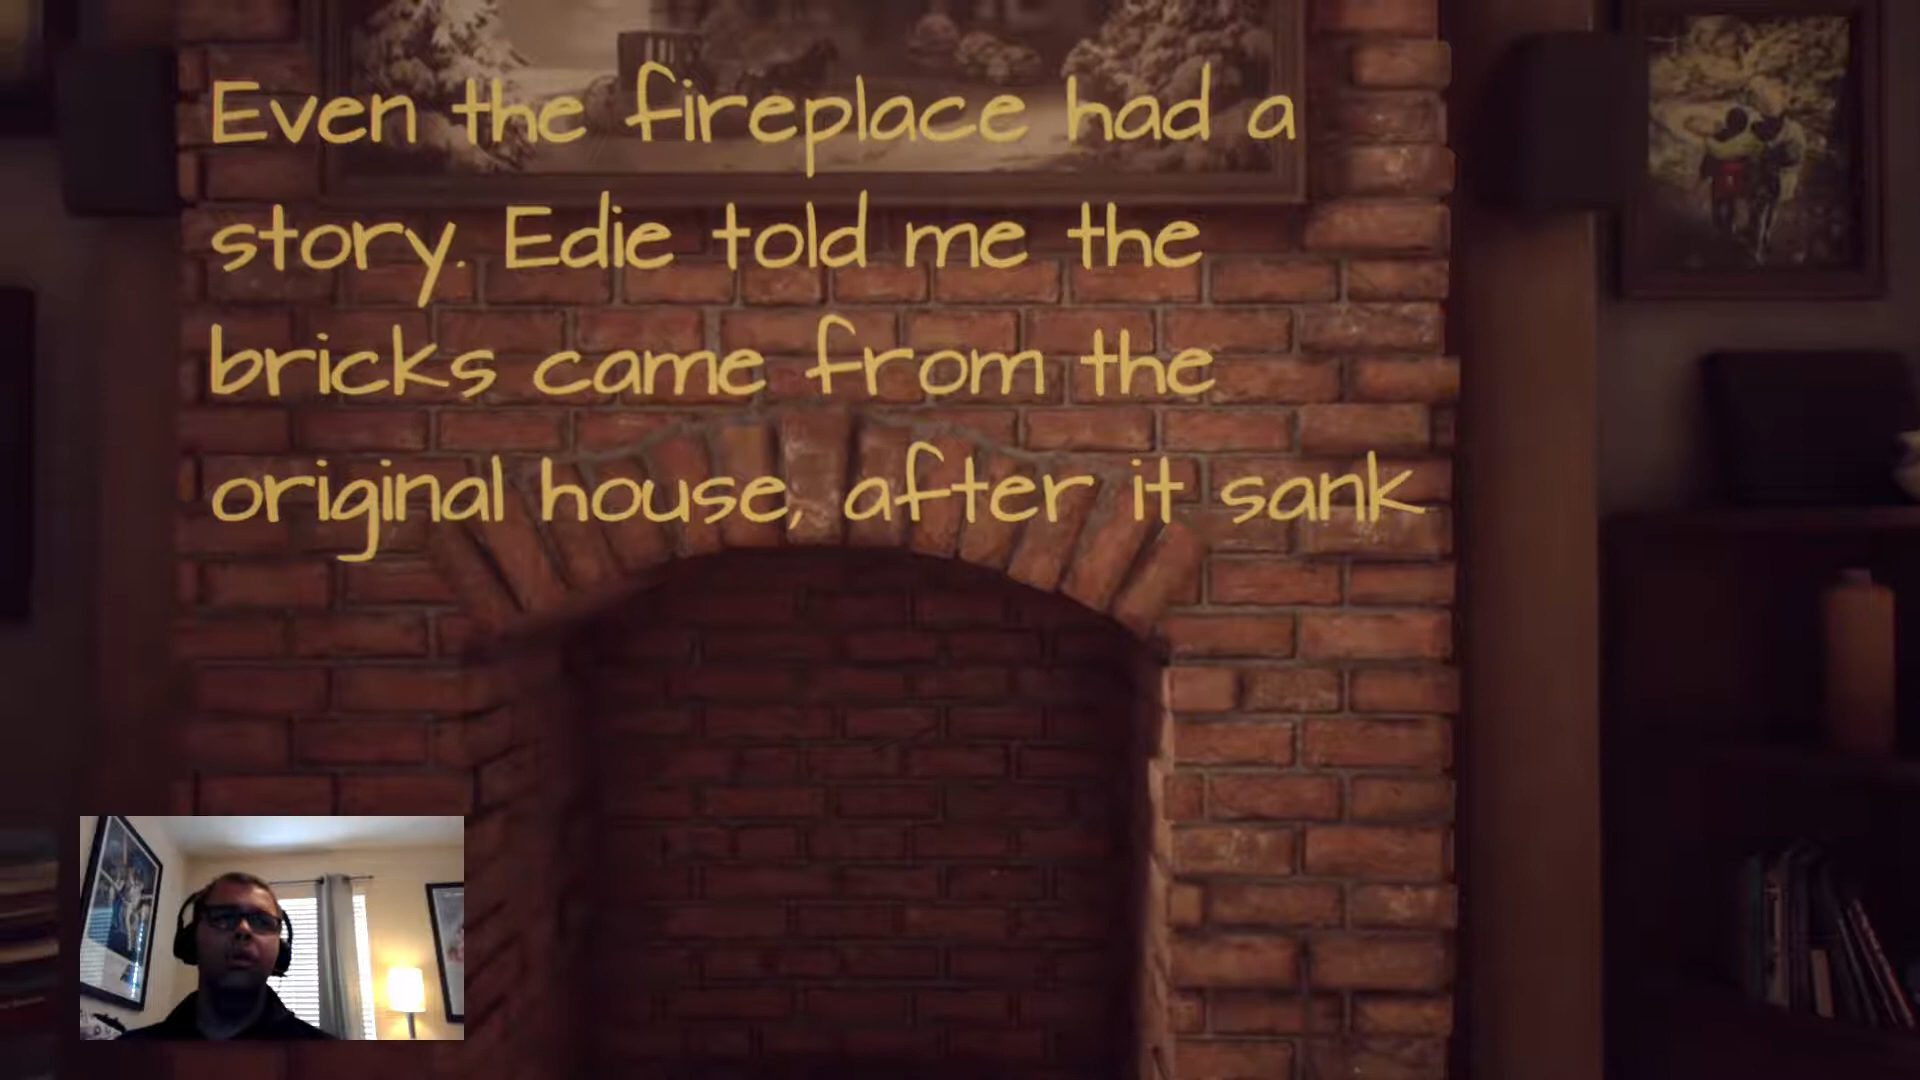 Even the fireplace had a
story. Edie told me the
bricks came from the
original house, after it sank